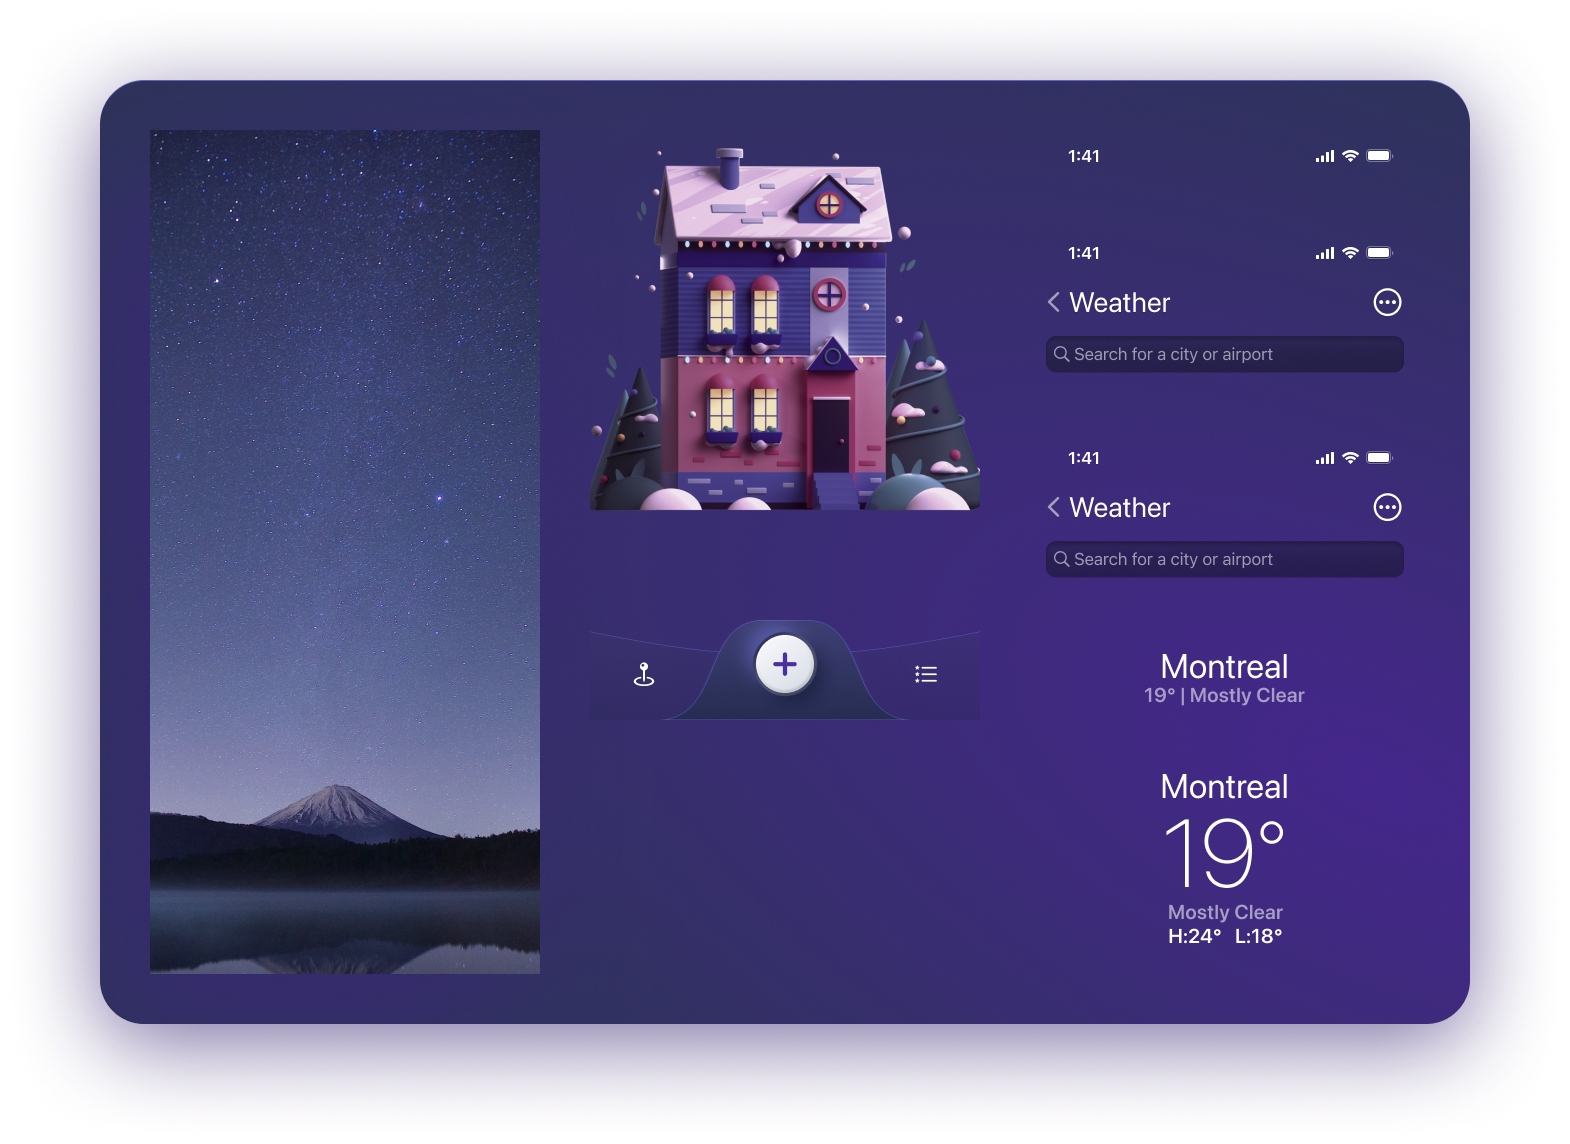 1:41
1:41
Weather
Search for a city or airport
1:41
Weather
Search for a city or airport
Montreal
19° | Mostly Clear
Montreal
19°
Mostly Clear
H:24° L:18°